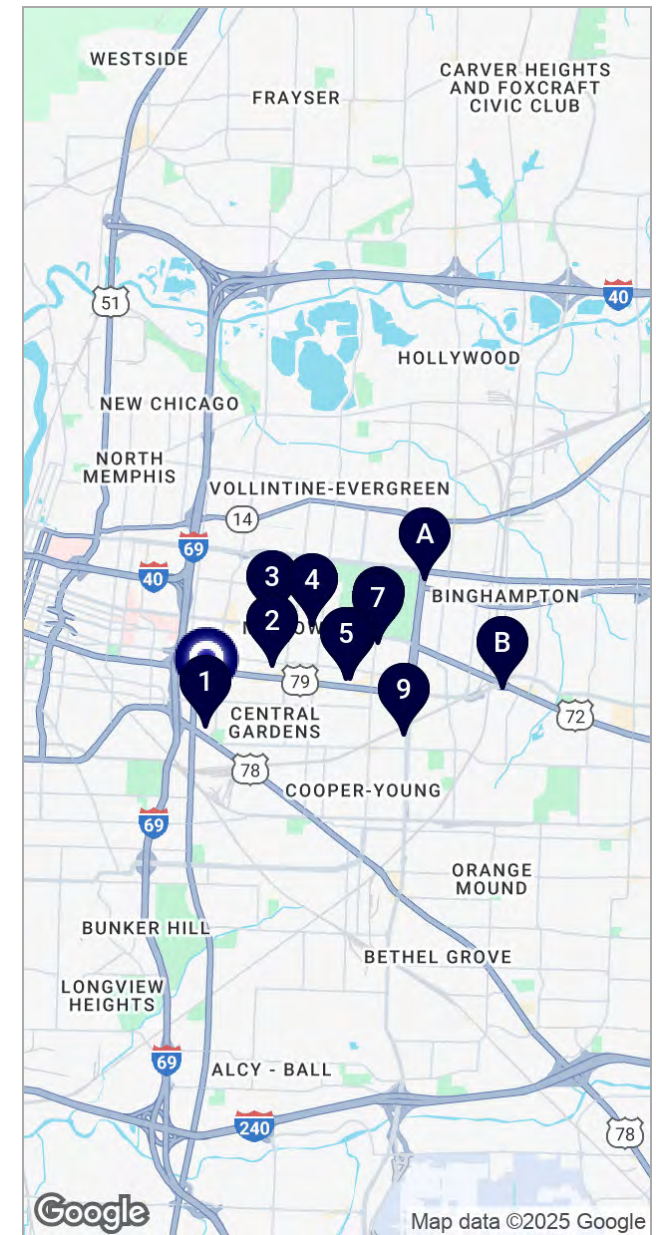 WESTSIDE
FRAYSER
CARVER HEIGHTS
AND FOXCRAFT
CIVIC CLUB
51
40
HOLLYWOOD
NEW CHICAGO
NORTH
MEMPHIS
VOLLINTINE-EVERGREEN
14
69
40
A
BINGHAMPTON
3
4
7
2
5
B
1
79
9
CENTRAL
GARDENS
72
78
COOPER-YOUNG
69
ORANGE
MOUND
BUNKER HILL
BETHEL GROVE
LONGVIEW
HEIGHTS
69
ALCY - BALL
240
78
Google
Map data ©2025 Google